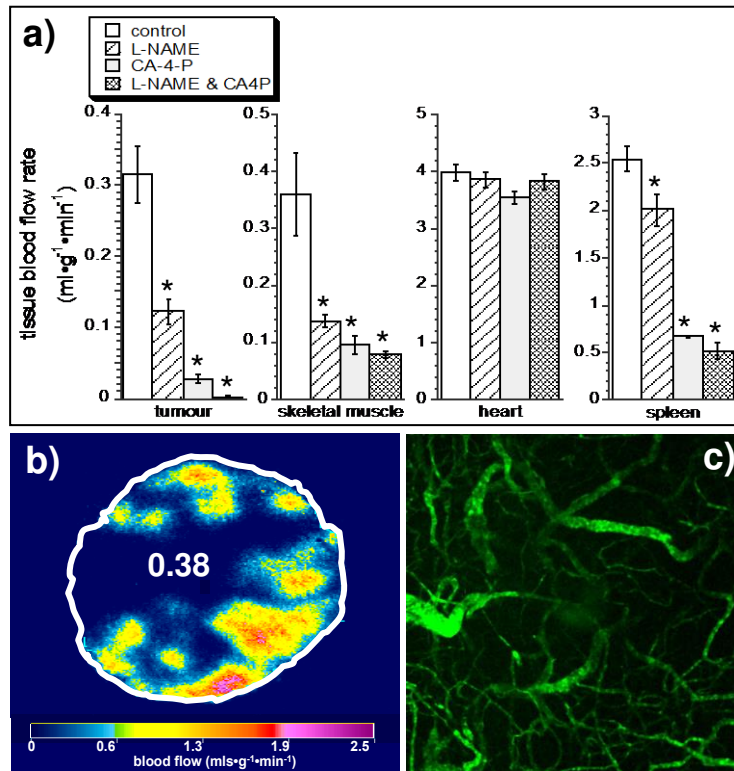 a)
control
L-NAME
CA-4-P
L-NAME & CA4P
tissue blood flow rate
(ml•g-1•min-1)
0.4
0.3
0.2
0.1
0
tumour
0.5
0.4
0.3
0.2
0.1
0
skeletal muscle
5
4
3
2
1
0
heart
3
2.5
2
1.5
1
0.5
0
spleen
* * *
* * *
* * *
b)
0.38
0 0.6 1.3 1.9 2.5
blood flow (mls•g-1•min-1)
c)